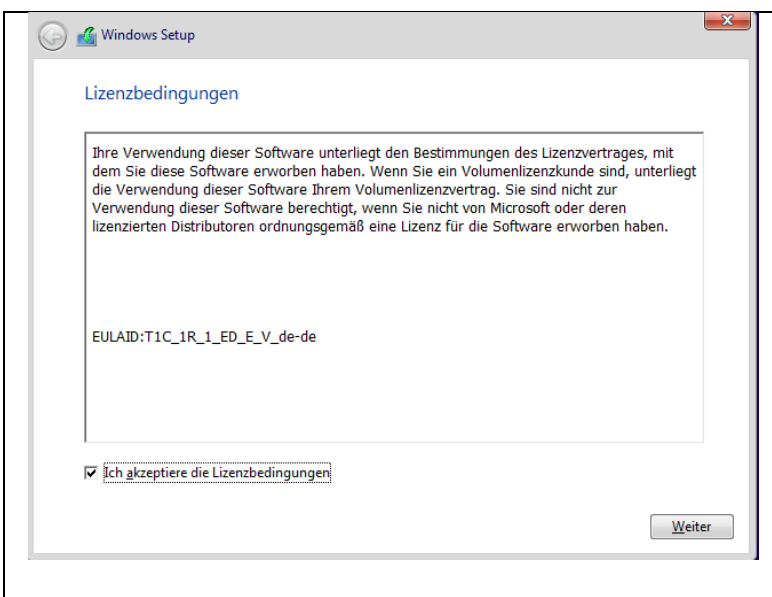 Windows Setup
Lizenzbedingungen
Ihre Verwendung dieser Software unterliegt den Bestimmungen des Lizenzvertrages, mit
dem Sie diese Software erworben haben. Wenn Sie ein Volumenlizenzkunde sind, unterliegt
die Verwendung dieser Software Ihrem Volumenlizenzvertrag. Sie sind nicht zur
Verwendung dieser Software berechtigt, wenn Sie nicht von Microsoft oder deren
lizenzierten Distributoren ordnungsgemäß eine Lizenz für die Software erworben haben.
EULAID:T1C_1R_1_ED_E_V_de-de
Ich akzeptiere die Lizenzbedingungen
Weiter